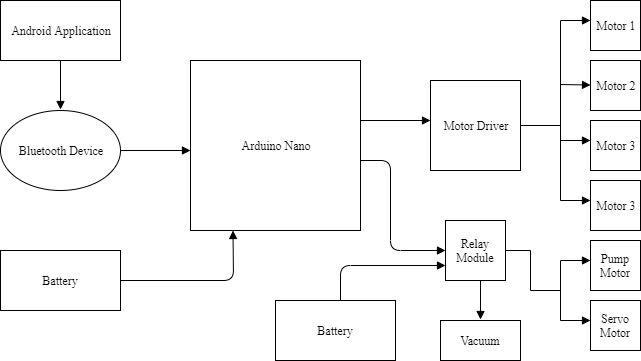 Android Application
Motor 1
Motor 2
Bluetooth Device
Arduino Nano
Motor Driver
Motor 3
Motor 3
Relay
Module
Pump
Motor
Battery
Battery
Vacuum
Servo
Motor